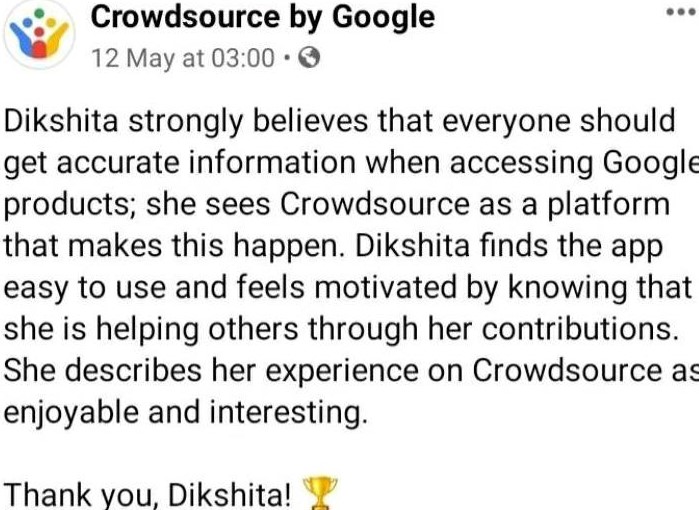 Crowdsource by Google
12 May at 03:00 •
Dikshita strongly believes that everyone should
get accurate information when accessing Google
products; she sees Crowdsource as a platform
that makes this happen. Dikshita finds the app
easy to use and feels motivated by knowing that
she is helping others through her contributions.
She describes her experience on Crowdsource as
enjoyable and interesting.
Thank you, Dikshita! 🏆